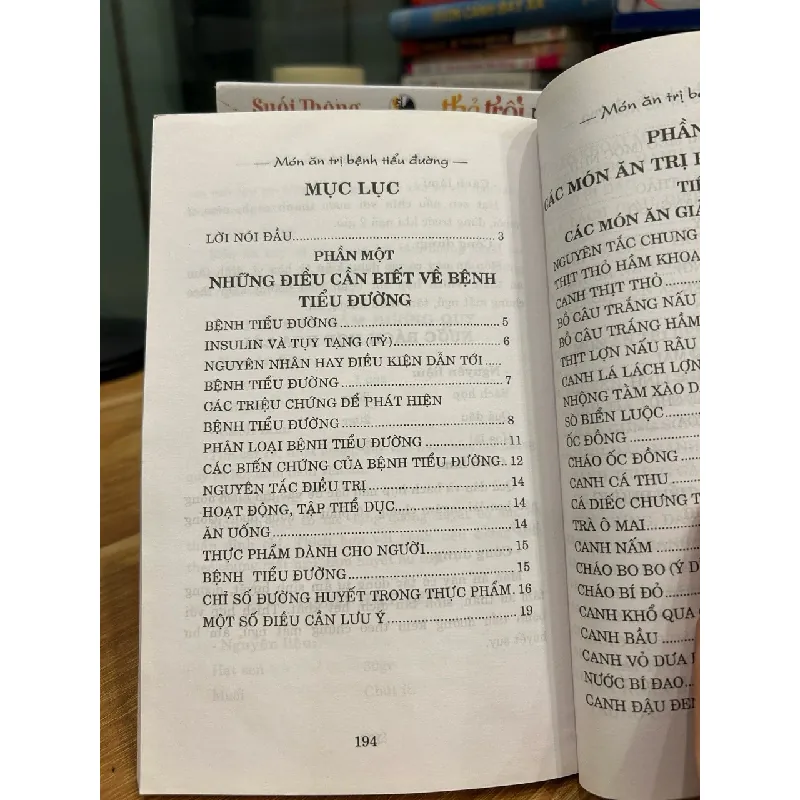 Suối Thông
thỏ trôi
— Món ăn trị bệnh tiểu đường —
MỤC LỤC
LỜI NÓI ĐẦU........ 3
PHẦN MỘT
NHỮNG ĐIỀU CẦN BIẾT VỀ BỆNH
TIỂU ĐƯỜNG
BỆNH TIỂU ĐƯỜNG........ 5
INSULIN VÀ TỤY TẠNG (TỲ)........ 6
NGUYÊN NHÂN HAY ĐIỀU KIỆN DẪN TỚI .....
BỆNH TIỂU ĐƯỜNG........ 7
CÁC TRIỆU CHỨNG ĐỂ PHÁT HIỆN
BỆNH TIỂU ĐƯỜNG........ 8
PHÂN LOẠI BỆNH TIỂU ĐƯỜNG........ 11
CÁC BIẾN CHỨNG CỦA BỆNH TIỂU ĐƯỜNG.. 12
NGUYÊN TẮC ĐIỀU TRỊ........ 14
HOẠT ĐỘNG, TẬP THỂ DỤC........ 14
ĂN UỐNG........ 14
THỰC PHẨM DÀNH CHO NGƯỜI........ 15
BỆNH TIỂU ĐƯỜNG........ 15
CHỈ SỐ ĐƯỜNG HUYẾT TRONG THỰC PHẨM. 16
MỘT SỐ ĐIỀU CẦN LƯU Ý........ 19
194
— Món ăn trị
PHẦN
CÁC MÓN ĂN TRỊ
CÁC MÓN ĂN
NGUYÊN TẮC CHUNG
THỊT THỎ HẦM KHOA
CANH THỊT THỎ
BỒ CÂU TRẮNG NẤU
BỒ CÂU TRẮNG HẦM
THỊT LỢN NẤU RÂU
CANH LÁ LÁCH LỢN
NHỘNG TẰM XÀO
SÒ BIỂN LUỘC
ỐC ĐỒNG
CHÁO ỐC ĐỒNG
CANH CÁ THU
CÁ DIẾC CHƯNG
TRÀ Ô MAI
CANH NẤM
CHÁO BO BO (Ý
CHÁO BÍ ĐỎ
CANH KHỔ QUA
CANH BẦU
CANH VỎ DƯA
NƯỚC BÍ ĐAO
CANH ĐẬU ĐEN